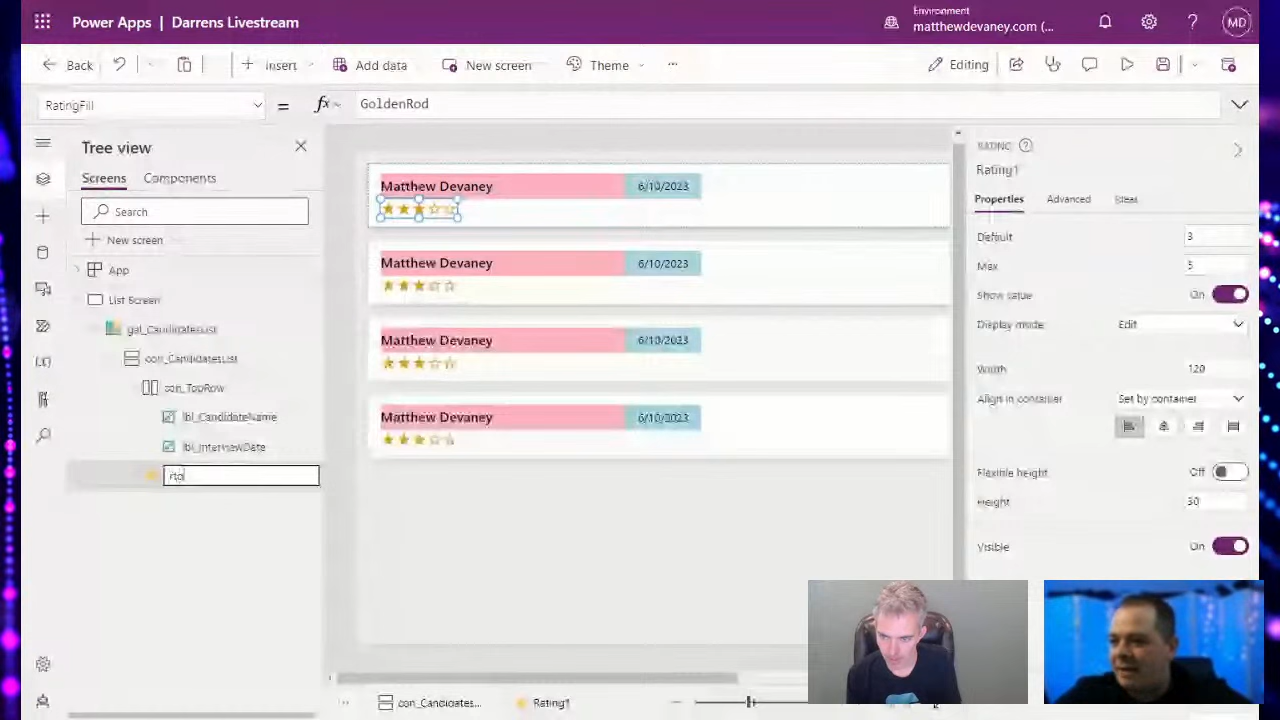 Power Apps | Darrens Livestream
Environment
matthewdevaney.com (...
MD
Back
Insert
Add data
New screen
Theme
...
Editing
RatingFill
=
fx
GoldenRod
Tree view
Screens
Components
Search
New screen
App
List Screen
gal_CandidatesList
con_CandidatesList
con_TopRow
lbl_CandidateName
lbl_InterviewDate
Matthew Devaney
6/10/2023
Matthew Devaney
6/10/2023
Matthew Devaney
6/10/2023
Matthew Devaney
6/10/2023
RATING
Rating1
Properties
Advanced
Ideas
Default
3
Max
5
Show value
On
Display mode
Edit
Width
120
Align in container
Set by container
Flexible height
Off
Height
30
Visible
On
con_Candidates...
Rating1